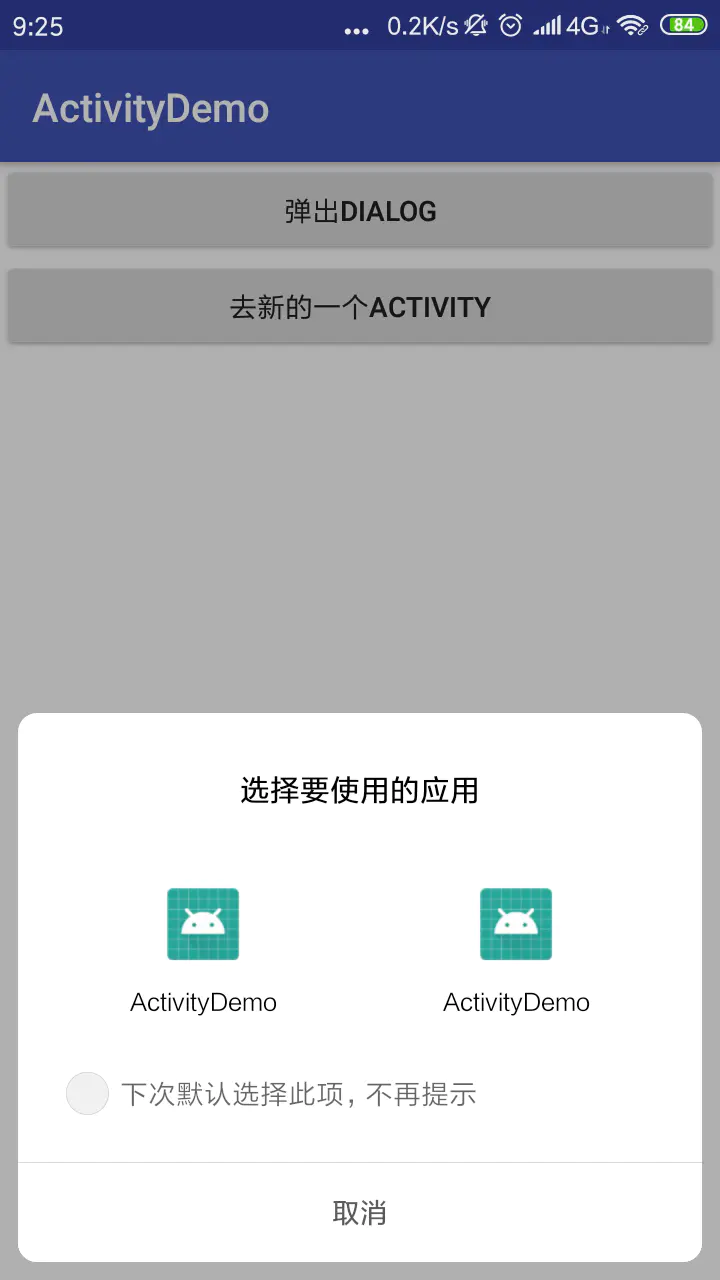 9:25 ... 0.2K/s 4G 84
ActivityDemo
弹出DIALOG
去新的一个ACTIVITY
选择要使用的应用
ActivityDemo ActivityDemo
下次默认选择此项，不再提示
取消